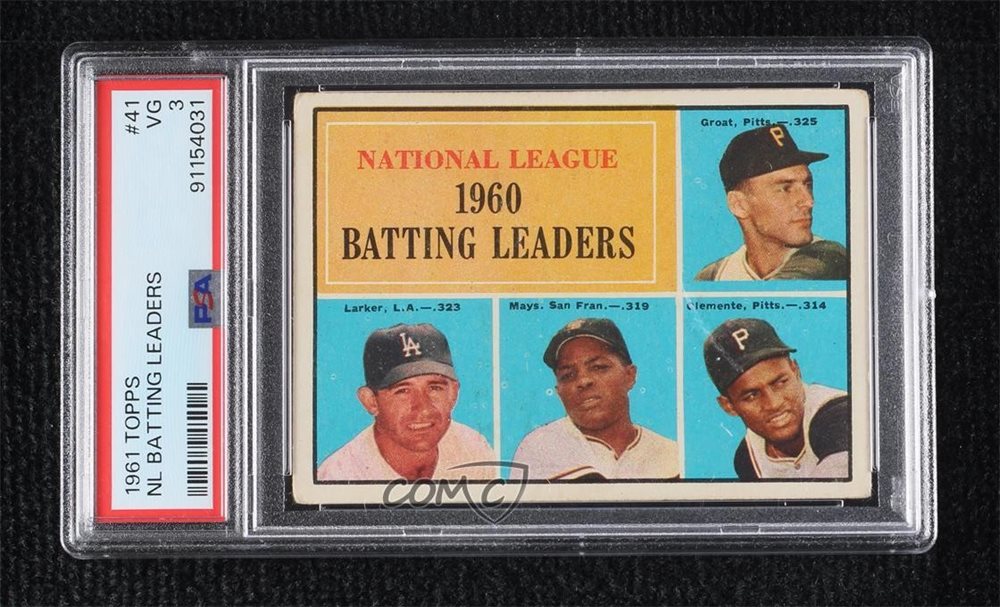 1961 TOPPS
NL BATTING LEADERS
#41
VG
3
91154031
PSA
NATIONAL LEAGUE
1960
BATTING LEADERS
Groat, Pitts.—.325
Larker, L.A.—.323
Mays. San Fran.—.319
Clemente, Pitts.—.314
P
LA
P
COMC